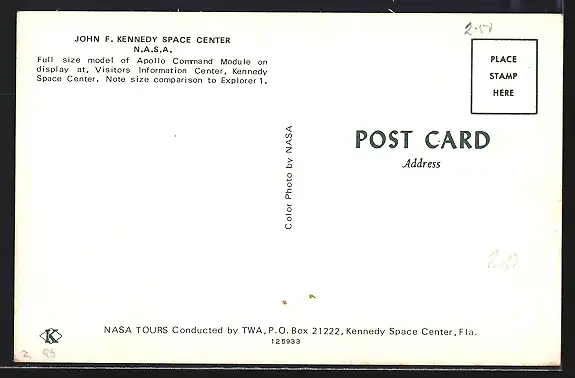 JOHN F. KENNEDY SPACE CENTER
N.A.S.A.
Full size model of Apollo Command Module on
display at, Visitors Information Center, Kennedy
Space Center. Note size comparison to Explorer 1.
2.50
PLACE
STAMP
HERE
POST CARD
Address
Color Photo by NASA
K
NASA TOURS Conducted by TWA, P.O. Box 21222, Kennedy Space Center, Fla.
125933